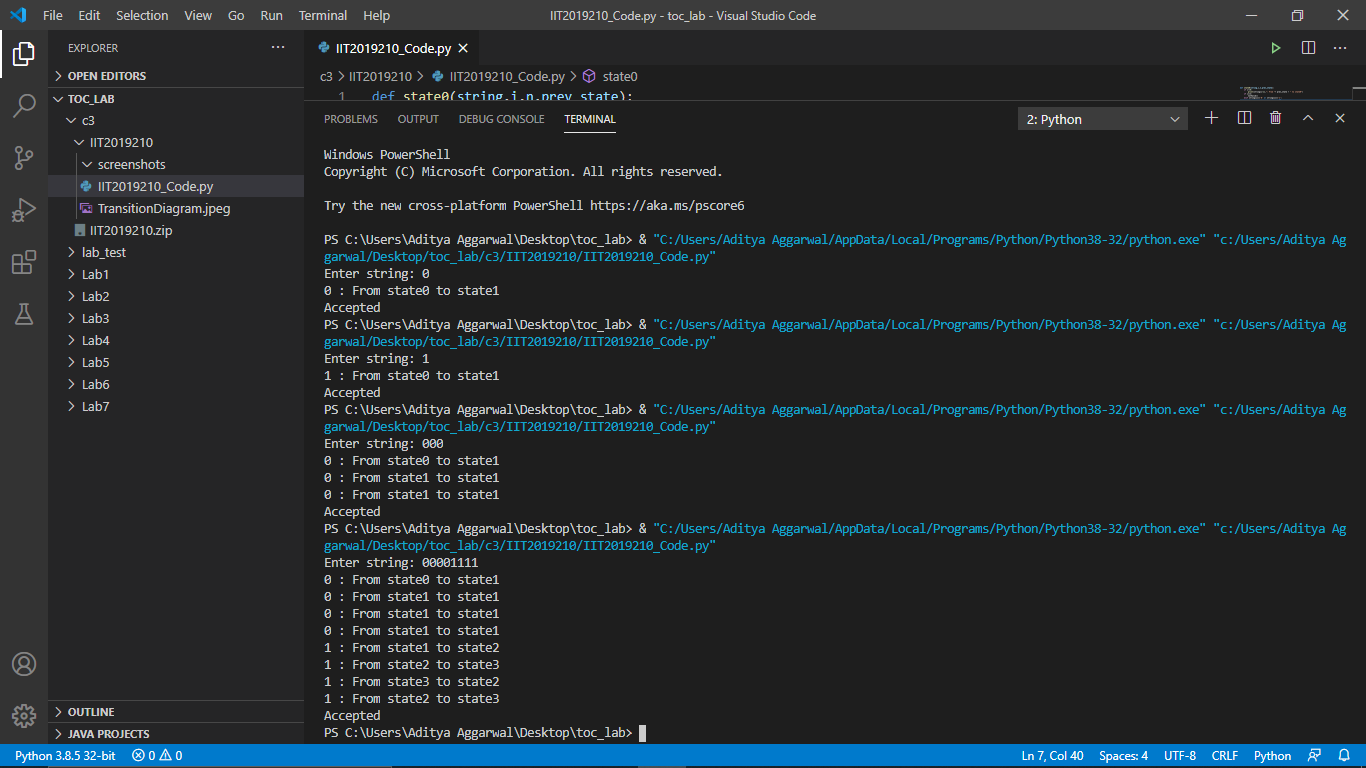 File Edit Selection View Go Run Terminal Help
IIT2019210_Code.py - toc_lab - Visual Studio Code
EXPLORER
OPEN EDITORS
TOC_LAB
c3
IIT2019210
screenshots
IIT2019210_Code.py
TransitionDiagram.jpeg
IIT2019210.zip
lab_test
Lab1
Lab2
Lab3
Lab4
Lab5
Lab6
Lab7
OUTLINE
JAVA PROJECTS
IIT2019210_Code.py
c3 > IIT2019210 > IIT2019210_Code.py > state0
1 def state0(string,i,n,prev_state):
PROBLEMS OUTPUT DEBUG CONSOLE TERMINAL
2: Python
Windows PowerShell
Copyright (C) Microsoft Corporation. All rights reserved.
Try the new cross-platform PowerShell https://aka.ms/pscore6
PS C:\Users\Aditya Aggarwal\Desktop\toc_lab> & "C:/Users/Aditya Aggarwal/AppData/Local/Programs/Python/Python38-32/python.exe" "c:/Users/Aditya Ag
garwal/Desktop/toc_lab/c3/IIT2019210/IIT2019210_Code.py"
Enter string: 0
0 : From state0 to state1
Accepted
PS C:\Users\Aditya Aggarwal\Desktop\toc_lab> & "C:/Users/Aditya Aggarwal/AppData/Local/Programs/Python/Python38-32/python.exe" "c:/Users/Aditya Ag
garwal/Desktop/toc_lab/c3/IIT2019210/IIT2019210_Code.py"
Enter string: 1
1 : From state0 to state1
Accepted
PS C:\Users\Aditya Aggarwal\Desktop\toc_lab> & "C:/Users/Aditya Aggarwal/AppData/Local/Programs/Python/Python38-32/python.exe" "c:/Users/Aditya Ag
garwal/Desktop/toc_lab/c3/IIT2019210/IIT2019210_Code.py"
Enter string: 000
0 : From state0 to state1
0 : From state1 to state1
0 : From state1 to state1
Accepted
PS C:\Users\Aditya Aggarwal\Desktop\toc_lab> & "C:/Users/Aditya Aggarwal/AppData/Local/Programs/Python/Python38-32/python.exe" "c:/Users/Aditya Ag
garwal/Desktop/toc_lab/c3/IIT2019210/IIT2019210_Code.py"
Enter string: 00001111
0 : From state0 to state1
0 : From state1 to state1
0 : From state1 to state1
0 : From state1 to state1
1 : From state1 to state2
1 : From state2 to state3
1 : From state3 to state2
1 : From state2 to state3
Accepted
PS C:\Users\Aditya Aggarwal\Desktop\toc_lab>
Python 3.8.5 32-bit 0 0 Ln 7, Col 40 Spaces: 4 UTF-8 CRLF Python